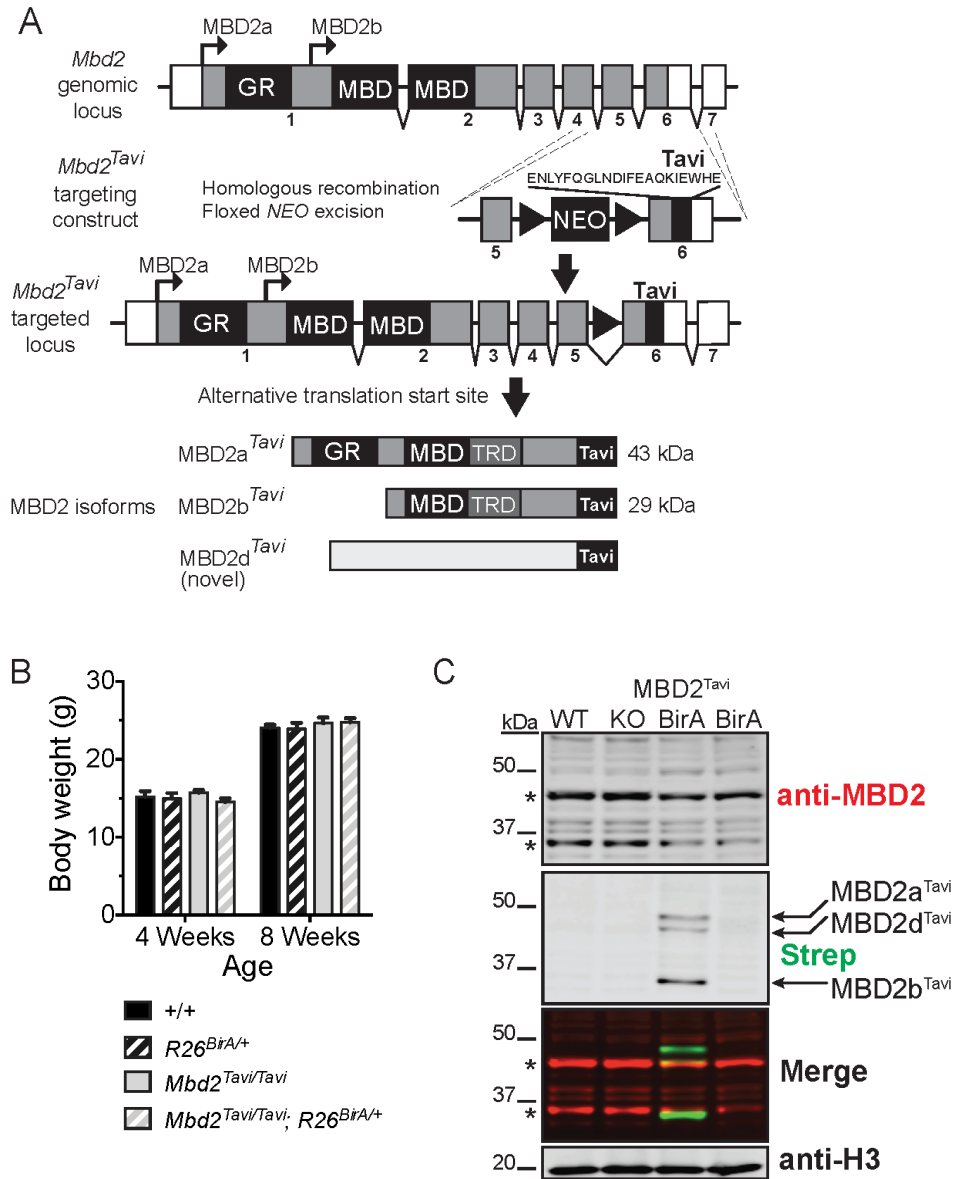 A
MBD2a
MBD2b
Mbd2
genomic
locus
GR
MBD
MBD
1
2
3
4
5
6
7
Mbd2Tavi
targeting
construct
Homologous recombination
Floxed NEO excision
Tavi
ENLYFQGLNDIFEAQKIEWHE
NEO
5
6
MBD2a
MBD2b
Mbd2Tavi
targeted
locus
Tavi
GR
MBD
MBD
1
2
3
4
5
6
7
Alternative translation start site
MBD2aTavi
GR
MBD
TRD
Tavi
43 kDa
MBD2 isoforms
MBD2bTavi
MBD
TRD
Tavi
29 kDa
MBD2dTavi
(novel)
Tavi
B
Body weight (g)
30
20
10
0
4 Weeks
8 Weeks
Age
+/+
R26BirA/+
Mbd2Tavi/Tavi
Mbd2Tavi/Tavi; R26BirA/+
C
MBD2Tavi
kDa
WT
KO
BirA
BirA
50
*
37
*
anti-MBD2
50
37
MBD2aTavi
MBD2dTavi
Strep
MBD2bTavi
50
*
37
*
Merge
20
anti-H3